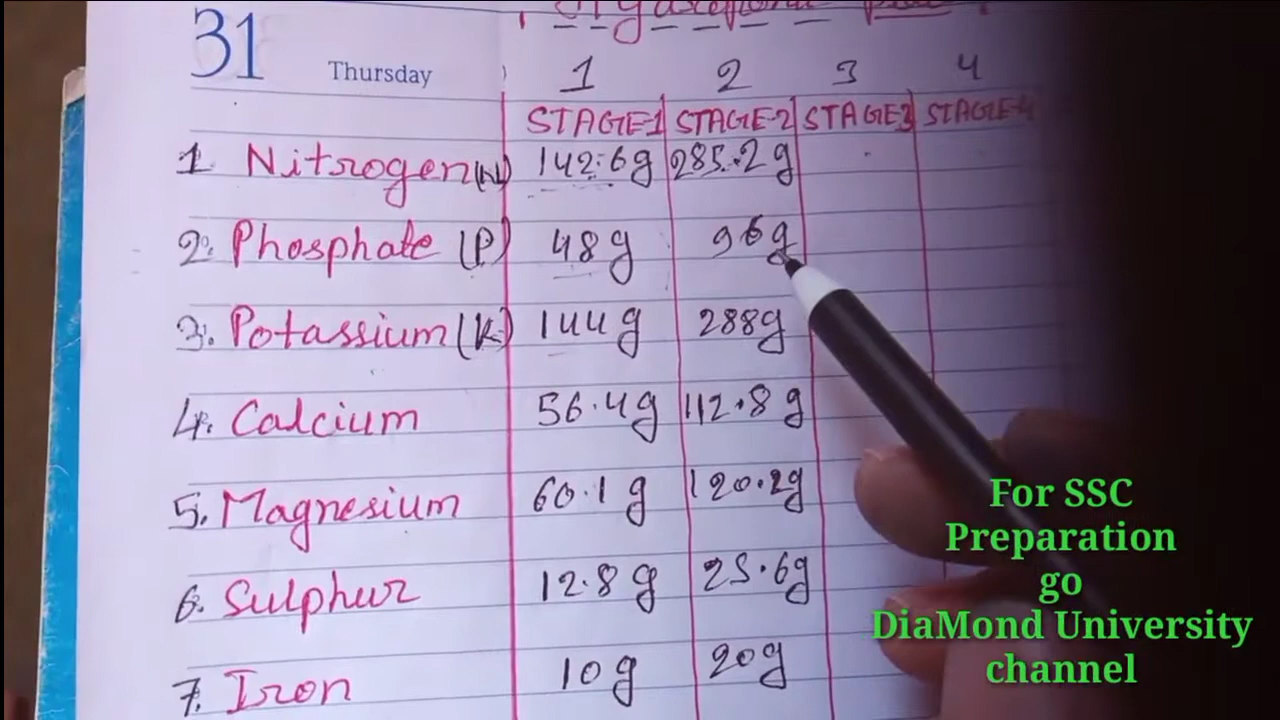 31 Thursday
1 2 3 4
STAGE-1 STAGE-2 STAGE3 STAGE-4
1. Nitrogen(N) 142.6g 285.2g
2. Phosphate (P) 48g 96g
3. Potassium(K) 144g 288g
4. Calcium 56.4g 112.8g
5. Magnesium 60.1g 120.2g
6. Sulphur 12.8g 25.6g
7. Iron 10g 20g
For SSC
Preparation
go
DiaMond University
channel